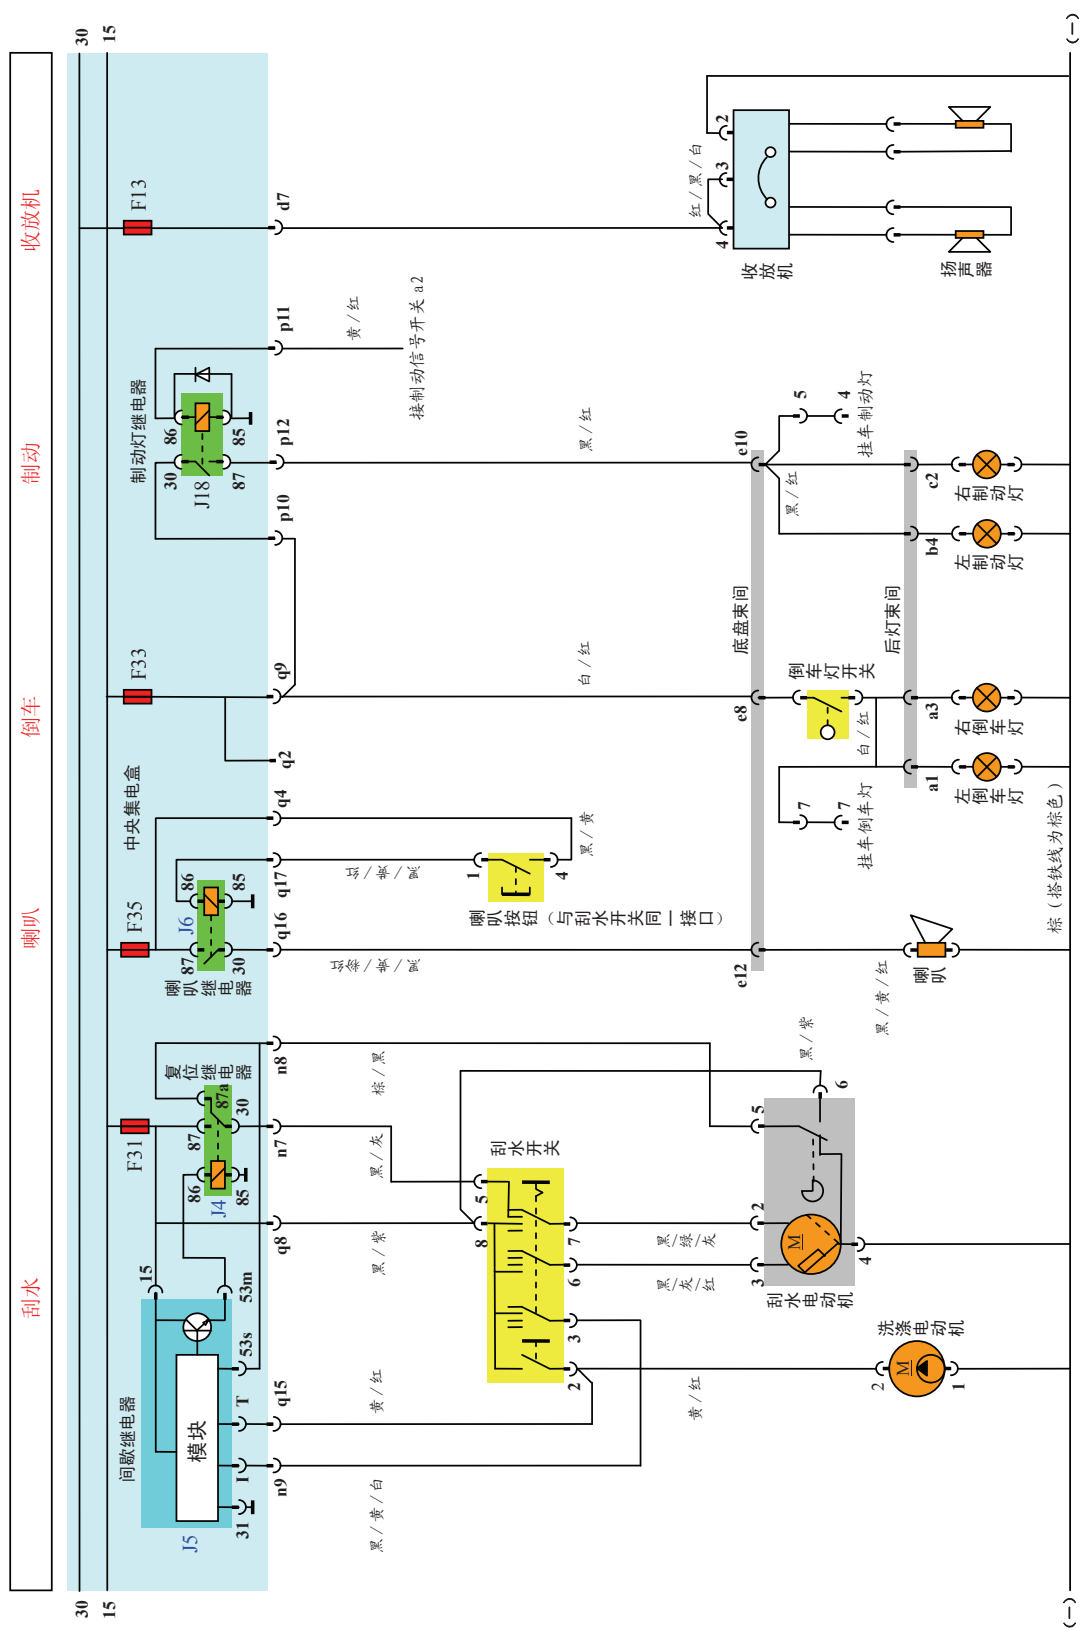 刮水
喇叭
倒车
制动
收放机
30
15
30
15
间歇继电器
J5
模块
31
I
T
53s
53m
15
n9
q15
q8
n7
n8
F31
86
85
87
87a
30
J4
复位继电器
F35
喇叭继电器
J6
87
30
86
85
q16
q17
q4
q2
q9
中央集电盒
F33
制动灯继电器
J18
30
87
86
85
p10
p12
p11
F13
d7
黑/黄/白
黄/红
黑/紫
黑/灰
棕/黑
白/红
黑/红
黄/红
接制动信号开关 a2
刮水开关
2
3
6
7
8
5
1
4
黑/黄
喇叭按钮(与刮水开关同一接口)
黄/红
黑/灰/红
黑/绿/灰
黑/紫
刮水电动机
M
3
2
5
6
4
洗涤电动机
M
2
1
底盘束间
e12
e8
e10
黑/黄/红
喇叭
倒车灯开关
白/红
7
7
挂车倒车灯
后灯束间
a1
a3
b4
c2
左倒车灯
右倒车灯
左制动灯
右制动灯
黑/红
5
4
挂车制动灯
红/黑/白
4
3
2
收放机
扬声器
棕(搭铁线为棕色)
(—)
(—)